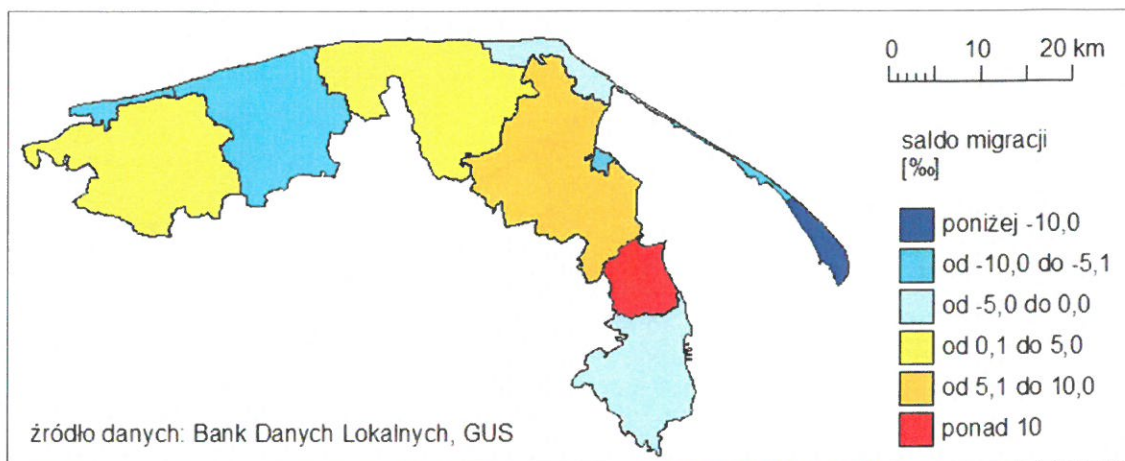 0 10 20 km
saldo migracji
[‰]
poniżej -10,0
od -10,0 do -5,1
od -5,0 do 0,0
od 0,1 do 5,0
od 5,1 do 10,0
ponad 10
źródło danych: Bank Danych Lokalnych, GUS